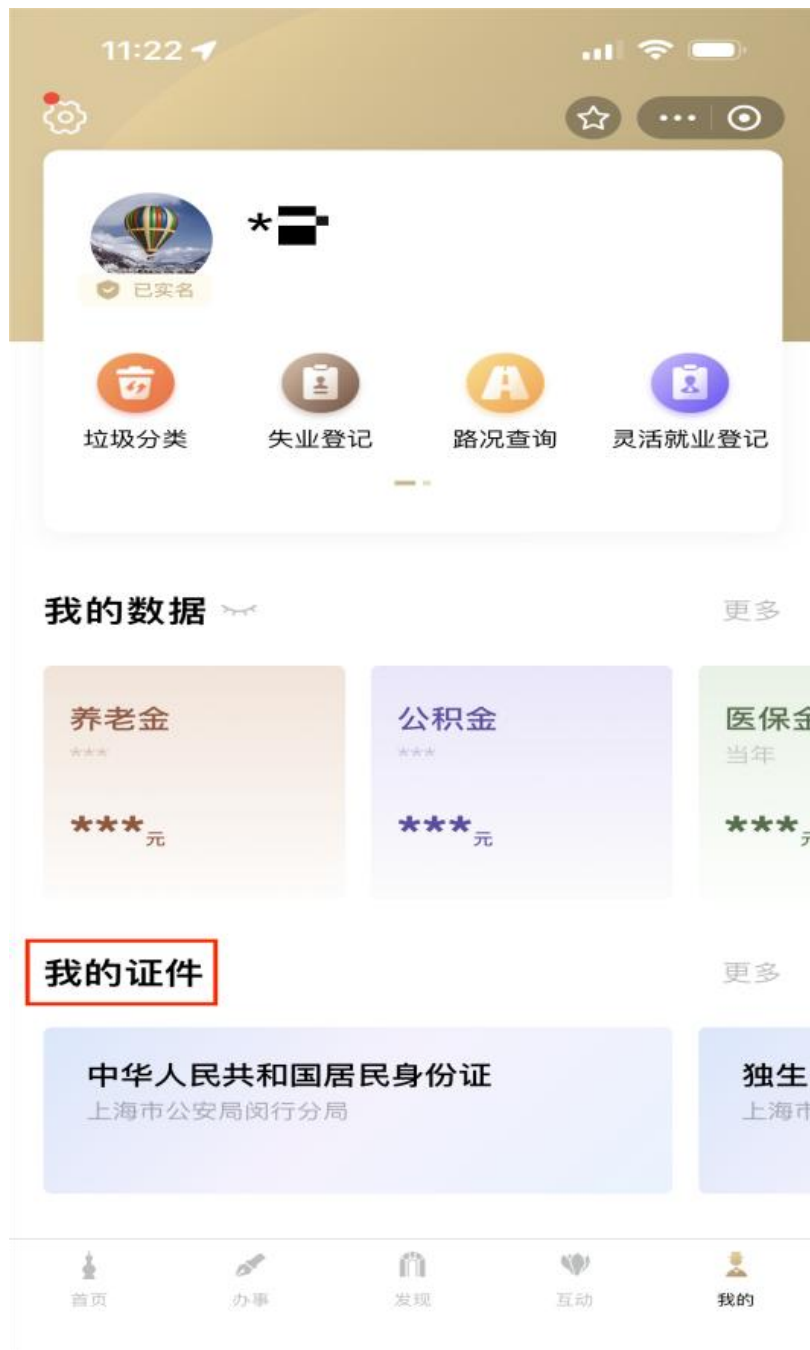 11:22
*
已实名
垃圾分类 失业登记 路况查询 灵活就业登记
我的数据 更多
养老金 公积金 医保金
*** *** 当年
***元 ***元 ***元
我的证件 更多
中华人民共和国居民身份证 独生
上海市公安局闵行分局 上海市
首页 办事 发现 互动 我的